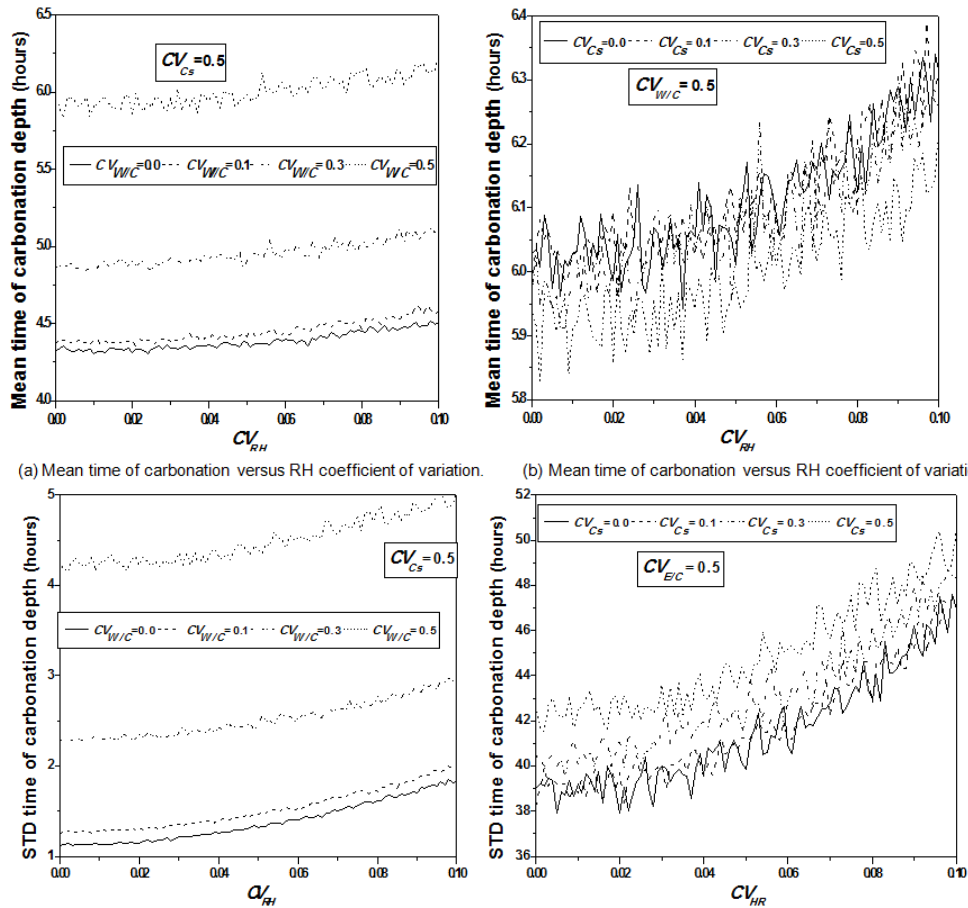 Mean time of carbonation depth (hours)
6.5
6.0
5.5
5.0
4.5
4.0
CV_Cs=0.5
CV_W/C=0.0 CV_W/C=0.1 CV_W/C=0.3 CV_W/C=0.5
0.00 0.02 0.04 0.06 0.08 0.10
CV_RH
Mean time of carbonation depth (hours)
6.4
6.3
6.2
6.1
6.0
5.9
5.8
CV_Cs=0.0 CV_Cs=0.1 CV_Cs=0.3 CV_Cs=0.5
CV_W/C=0.5
0.00 0.02 0.04 0.06 0.08 0.10
CV_RH
(a) Mean time of carbonation versus RH coefficient of variation.
(b) Mean time of carbonation versus RH coefficient of variati
STD time of carbonation depth (hours)
5
4
3
2
1
CV_Cs=0.5
CV_W/C=0.0 CV_W/C=0.1 CV_W/C=0.3 CV_W/C=0.5
0.00 0.02 0.04 0.06 0.08 0.10
CV_RH
STD time of carbonation depth (hours)
52
50
48
46
44
42
40
38
36
CV_Cs=0.0 CV_Cs=0.1 CV_Cs=0.3 CV_Cs=0.5
CV_E/C = 0.5
0.00 0.02 0.04 0.06 0.08 0.10
CV_HR